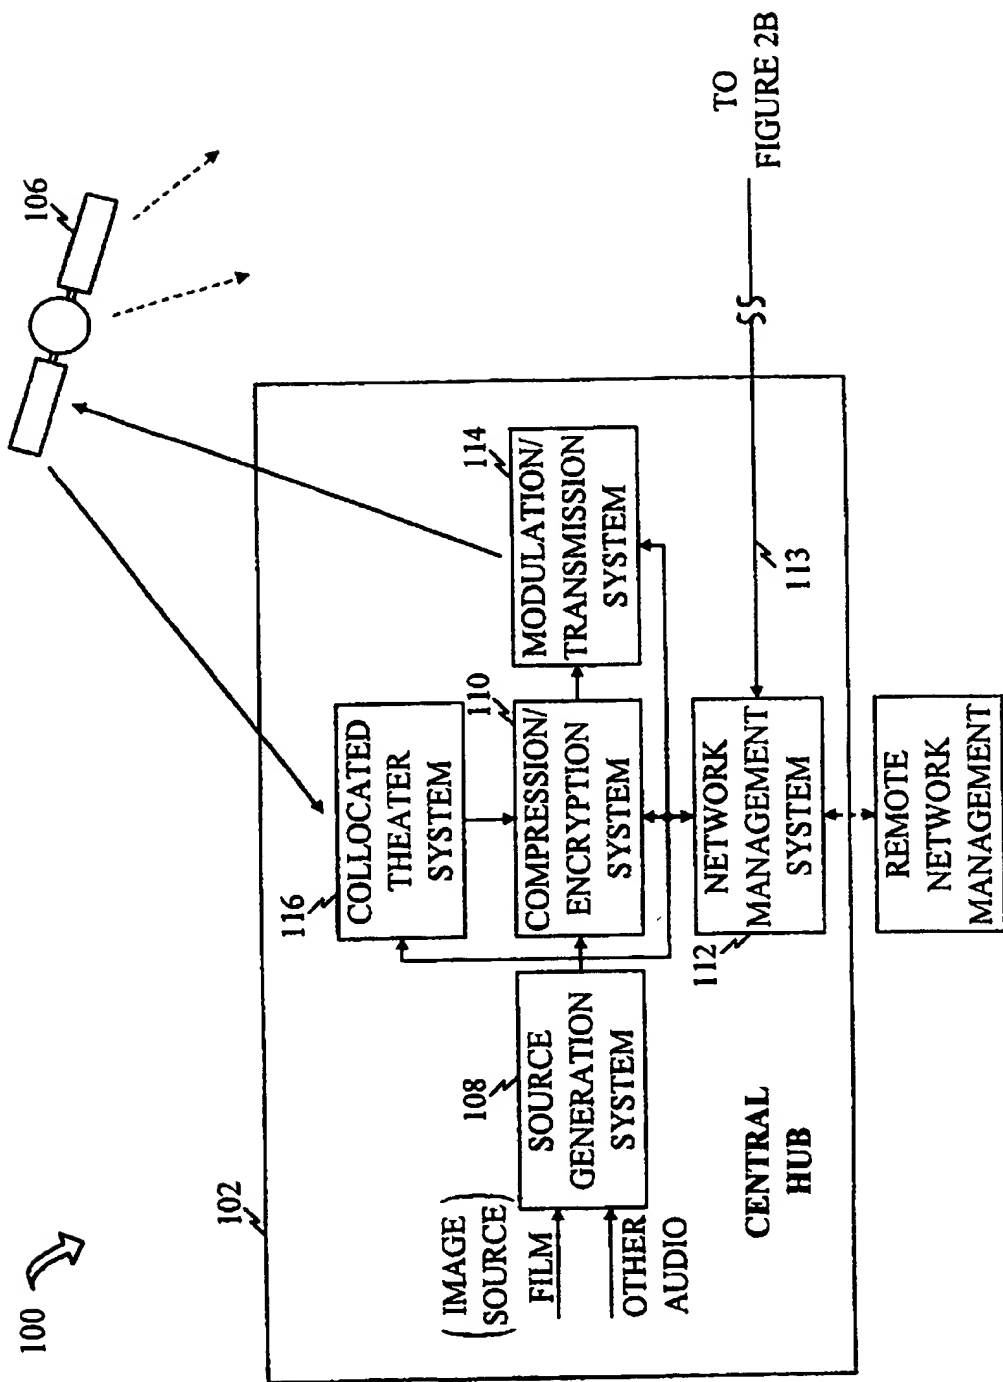 100
102
106
116
COLLOCATED
THEATER
SYSTEM
(IMAGE
SOURCE)
FILM
OTHER
AUDIO
108
SOURCE
GENERATION
SYSTEM
110
COMPRESSION/
ENCRYPTION
SYSTEM
114
MODULATION/
TRANSMISSION
SYSTEM
112
NETWORK
MANAGEMENT
SYSTEM
113
TO
FIGURE 2B
CENTRAL
HUB
REMOTE
NETWORK
MANAGEMENT